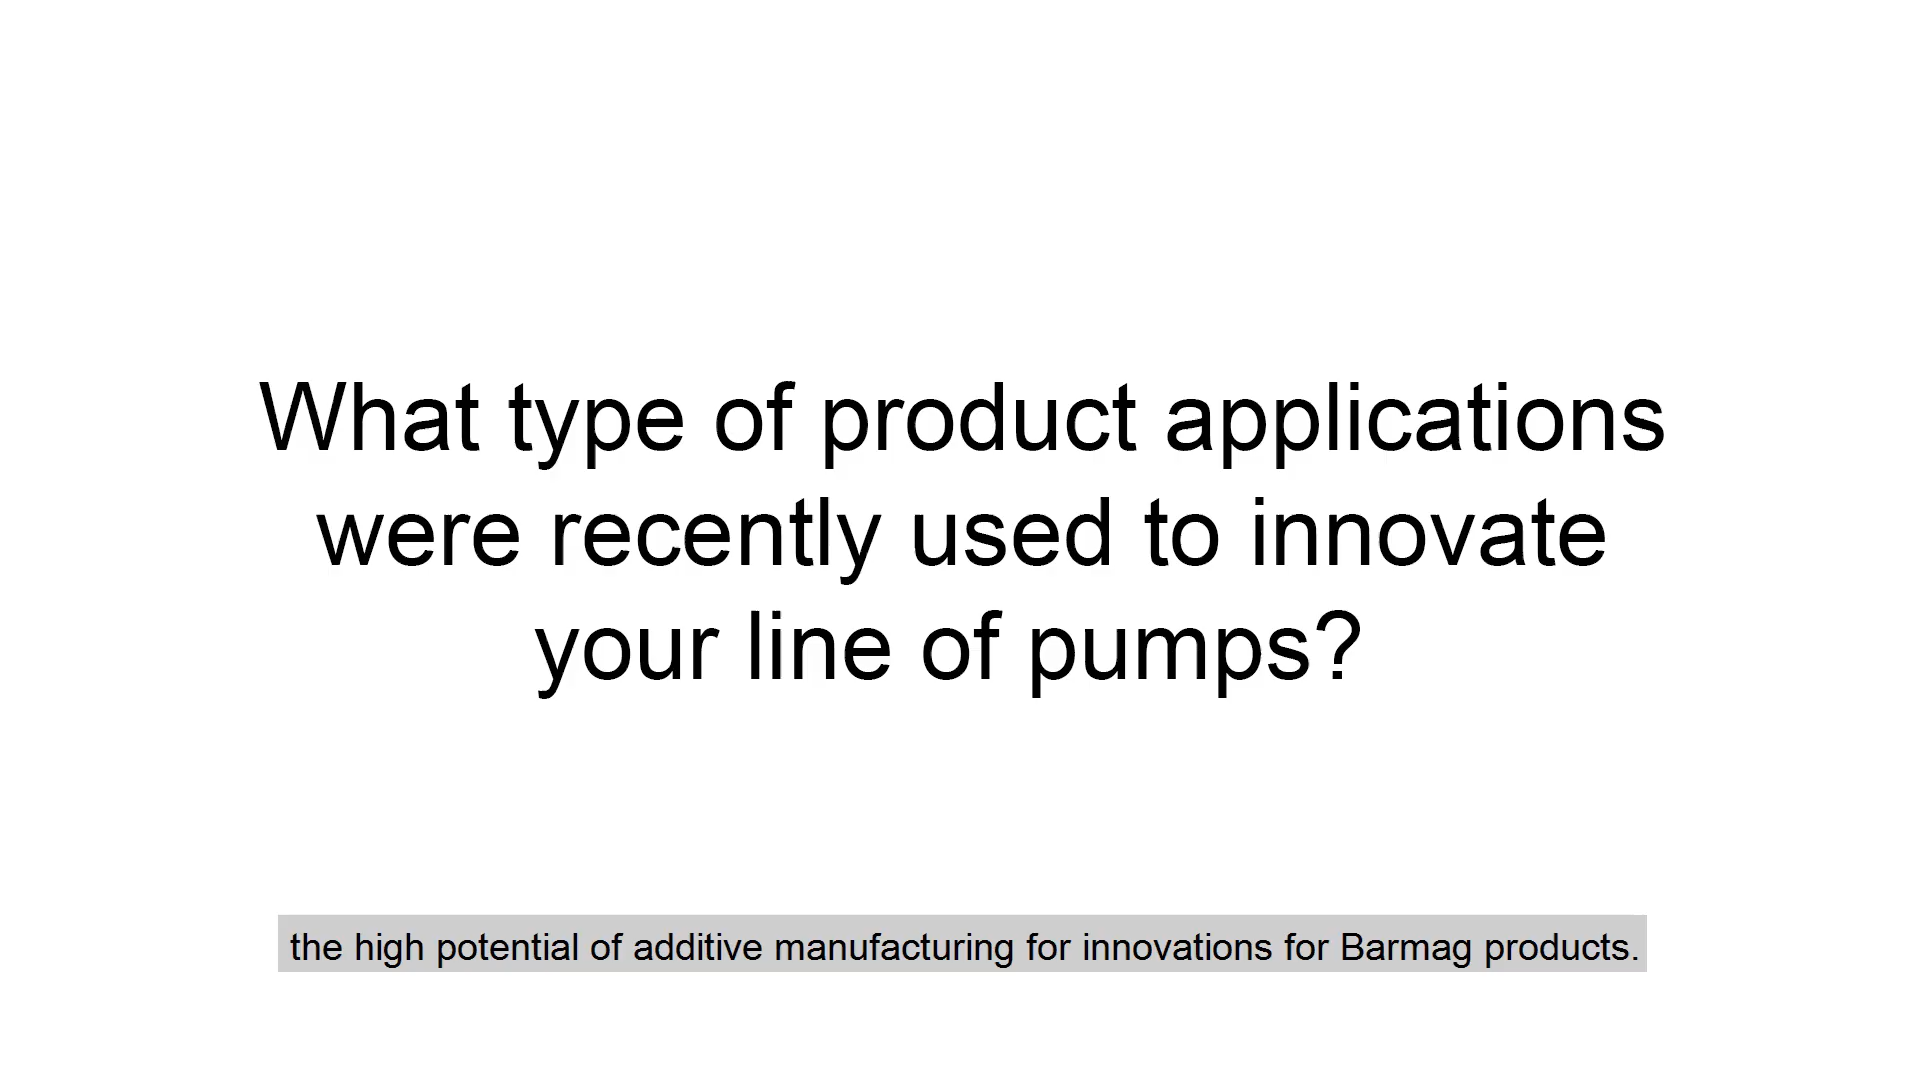 What type of product applications
were recently used to innovate
your line of pumps?
the high potential of additive manufacturing for innovations for Barmag products.